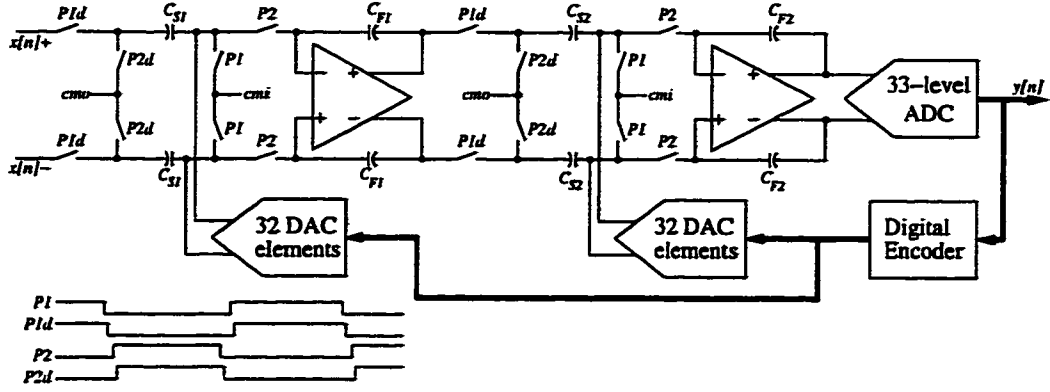 P1d C_S1 P2 C_F1 P1d C_S2 P2 C_F2
x[n]+
P2d P1 − + P2d P1 − + 33−level ADC y[n]
cmo cmi cmo cmi
P2d P1 + − P2d P1 + −
x[n]− P1d C_S1 P2 C_F1 P1d C_S2 P2 C_F2
32 DAC elements
32 DAC elements
Digital Encoder
P1
P1d
P2
P2d